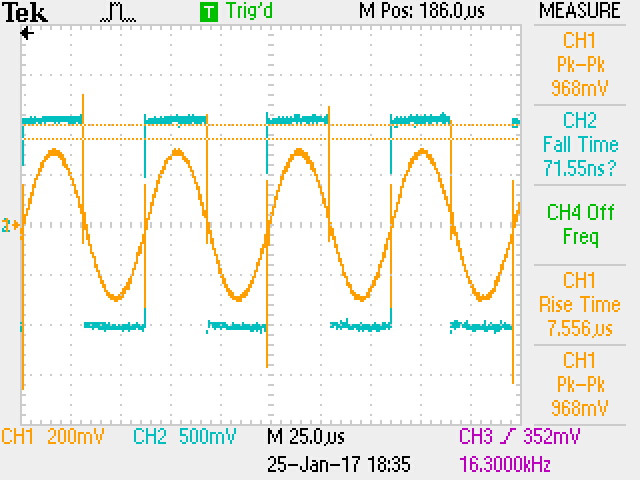 Tek T Trig'd M Pos: 186.0µs MEASURE
CH1
Pk-Pk
968mV
CH2
Fall Time
71.55ns?
CH4 Off
Freq
CH1
Rise Time
7.556µs
CH1
Pk-Pk
968mV
2
CH1 200mV CH2 500mV M 25.0µs CH3 352mV
25-Jan-17 18:35 16.3000kHz